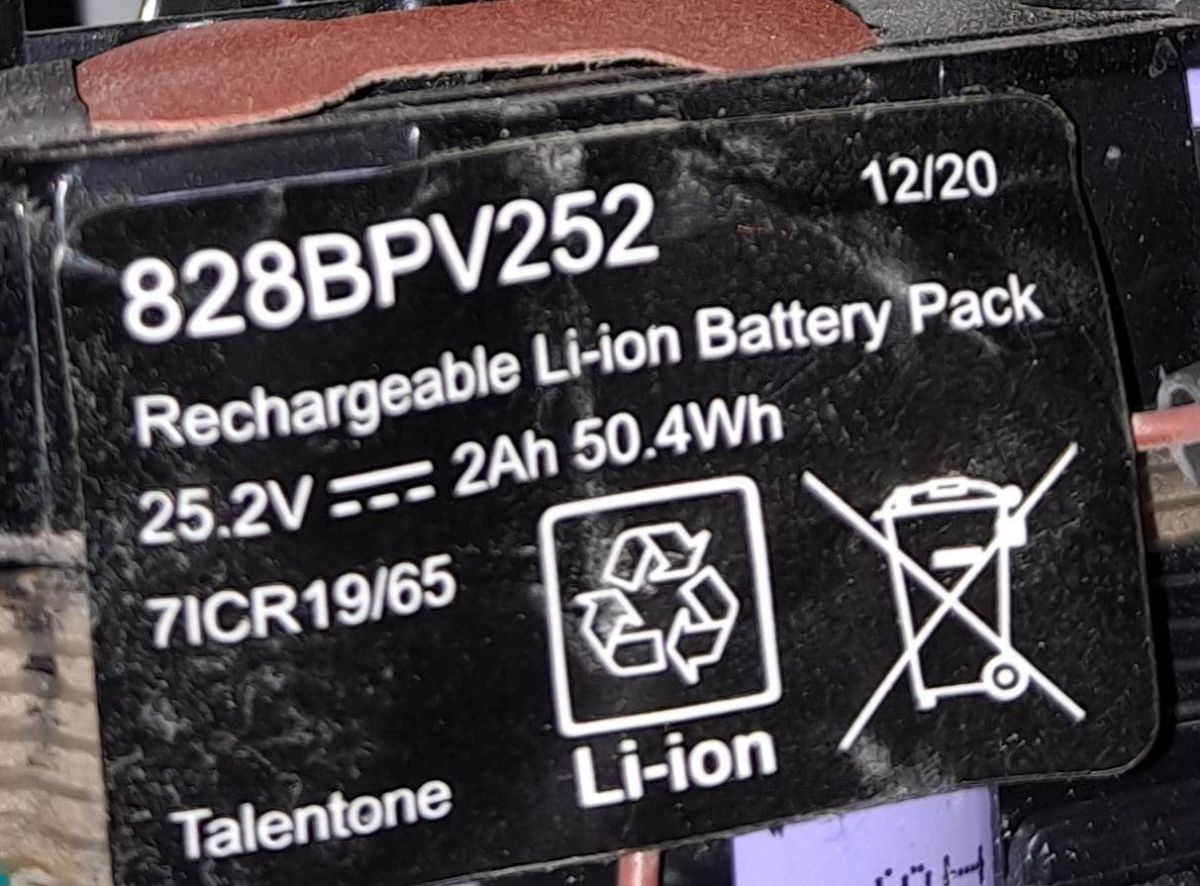 12/20
828BPV252
Rechargeable Li-ion Battery Pack
25.2V ⎓ 2Ah 50.4Wh
7ICR19/65
Li-ion
Talentone